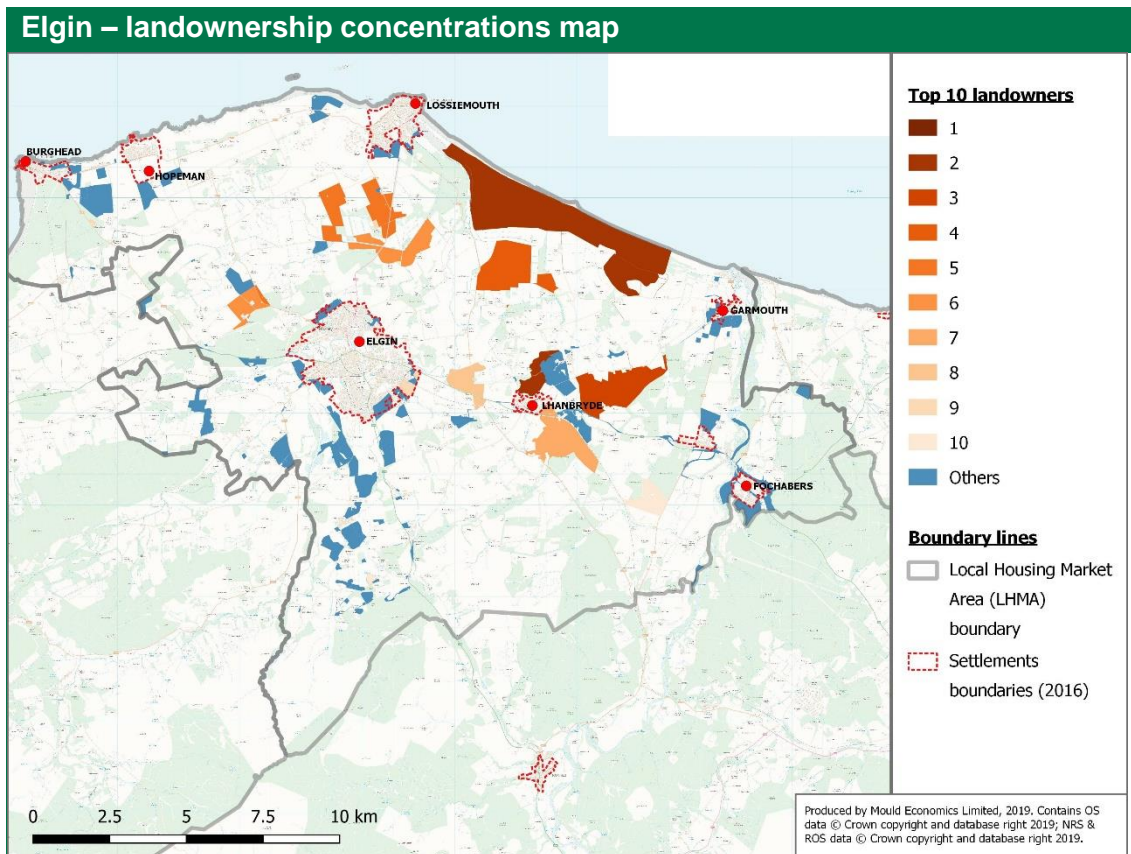 Elgin – landownership concentrations map
LOSSIEMOUTH
BURGHEAD
HOPEMAN
GARMOUTH
ELGIN
LHANBRYDE
FOCHABERS
0 2.5 5 7.5 10 km
Top 10 landowners
1
2
3
4
5
6
7
8
9
10
Others
Boundary lines
Local Housing Market
Area (LHMA)
boundary
Settlements
boundaries (2016)
Produced by Mould Economics Limited, 2019. Contains OS
data © Crown copyright and database right 2019; NRS &
ROS data © Crown copyright and database right 2019.